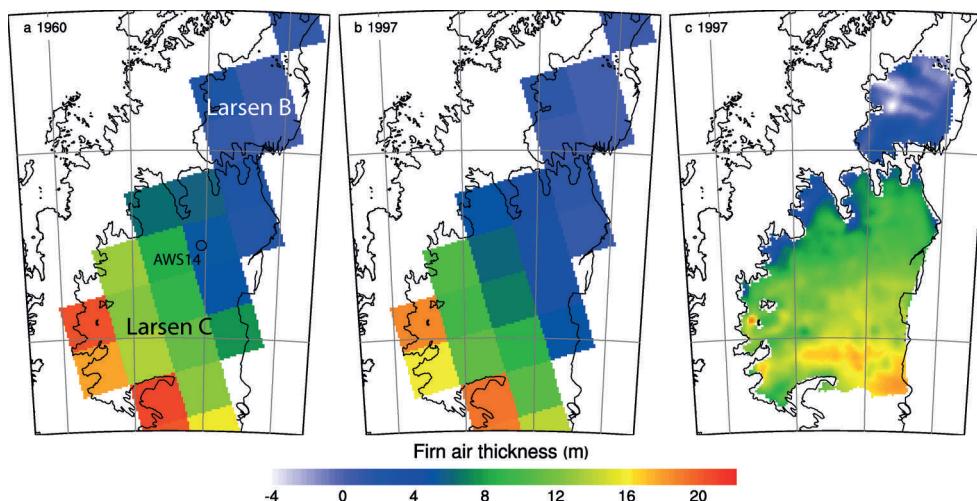 a 1960
b 1997
c 1997
Larsen B
AWS14
Larsen C
Firn air thickness (m)
-4 0 4 8 12 16 20